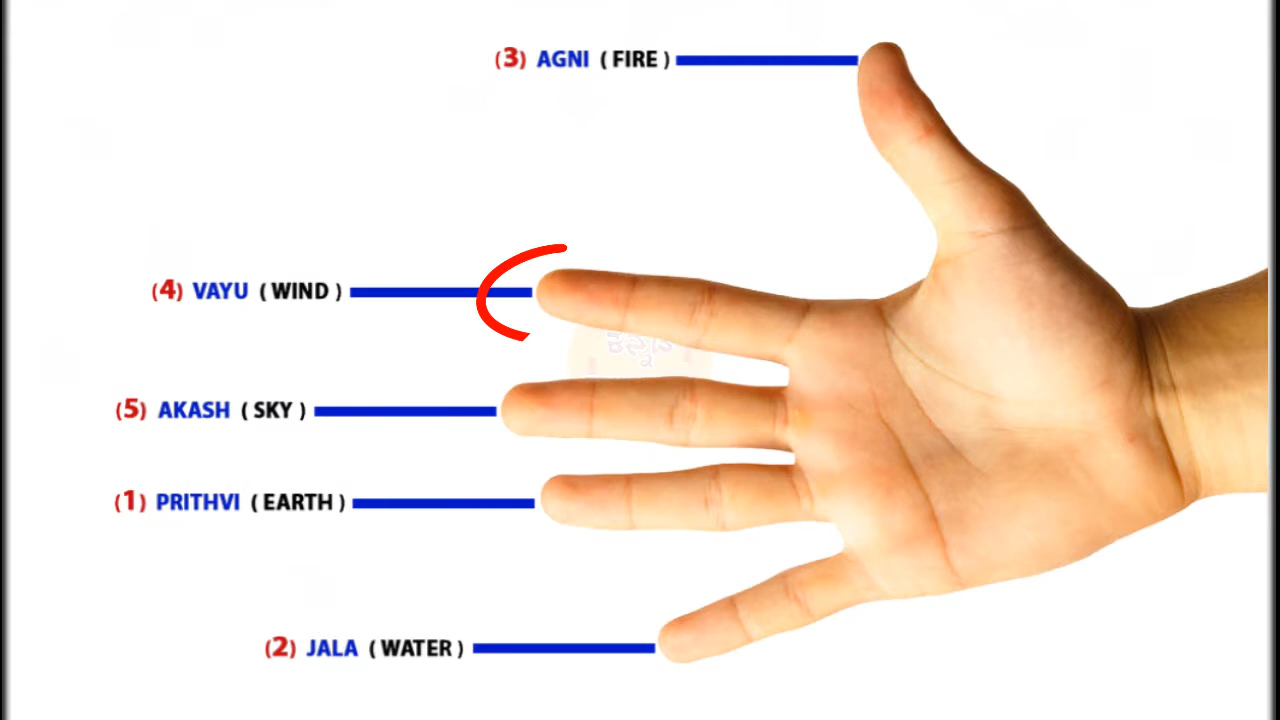 (3) AGNI ( FIRE )
(4) VAYU ( WIND )
(5) AKASH ( SKY )
(1) PRITHVI ( EARTH )
(2) JALA ( WATER )